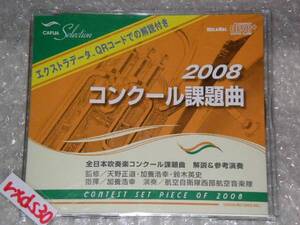 CAFUA Selection
エクストラデータ、QRコードでの解説付き
2008
コンクール課題曲
全日本吹奏楽コンクール課題曲 解説&参考演奏
監修/天野正道・加養浩幸・鈴木英史
指揮/加養浩幸 演奏/航空自衛隊西部航空音楽隊
CONTEST SET PIECE OF 2008